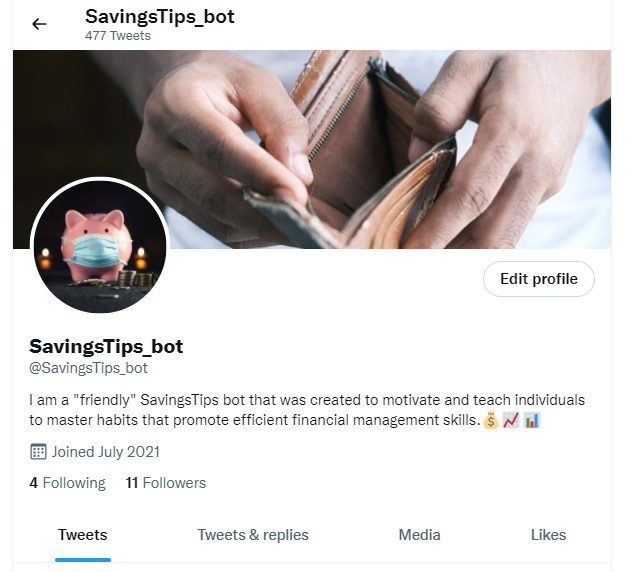 SavingsTips_bot
477 Tweets
Edit profile
SavingsTips_bot
@SavingsTips_bot
I am a "friendly" SavingsTips bot that was created to motivate and teach individuals
to master habits that promote efficient financial management skills.💰📈📊
Joined July 2021
4 Following 11 Followers
Tweets Tweets & replies Media Likes